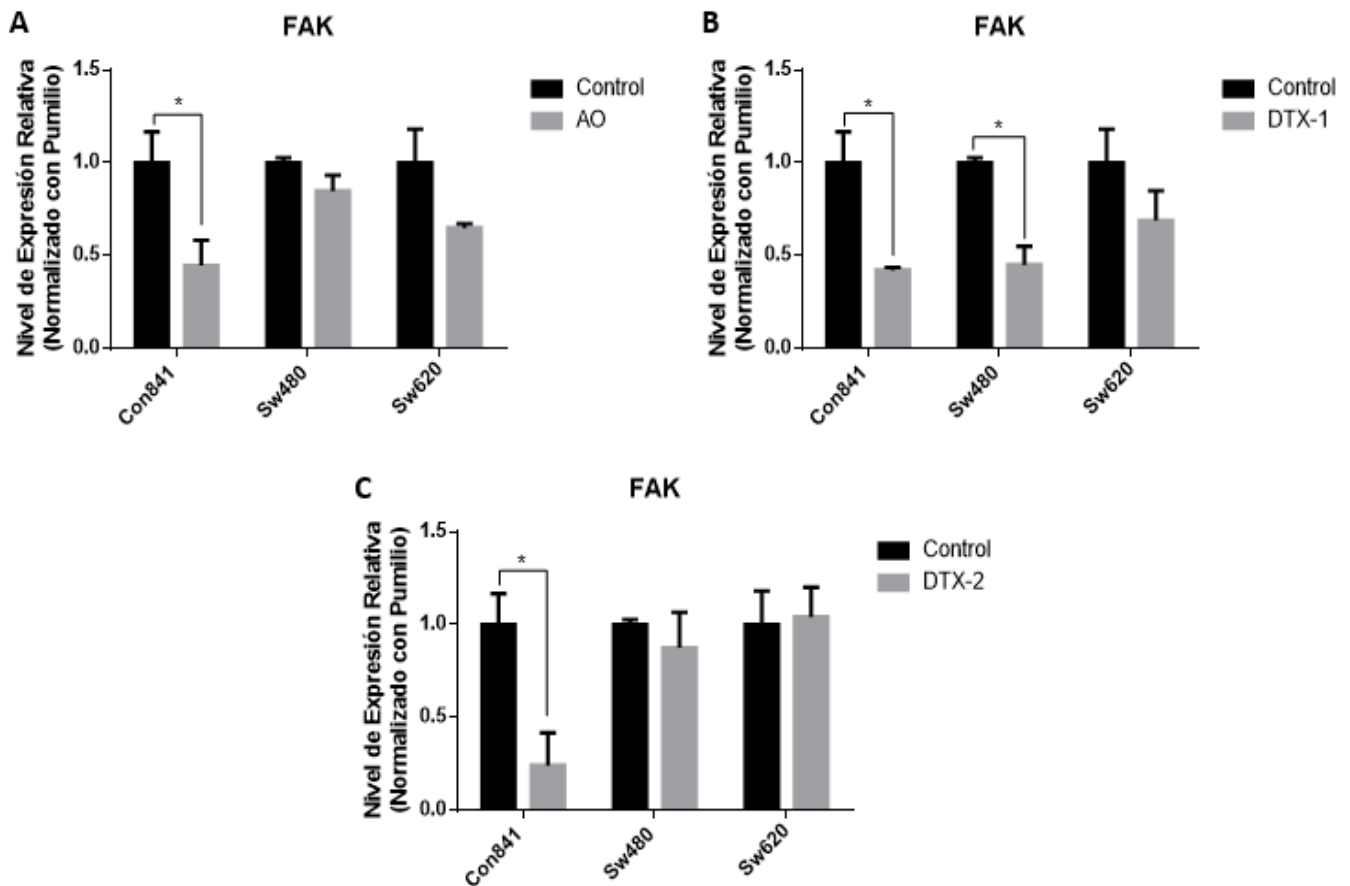 A
FAK
Nivel de Expresión Relativa
(Normalizado con Pumilio)
1.5
1.0
0.5
0.0
*
Control
AO
Con841
Sw480
Sw620
B
FAK
Nivel de Expresión Relativa
(Normalizado con Pumilio)
1.5
1.0
0.5
0.0
*
*
Control
DTX-1
Con841
Sw480
Sw620
C
FAK
Nivel de Expresión Relativa
(Normalizado con Pumilio)
1.5
1.0
0.5
0.0
*
Control
DTX-2
Con841
Sw480
Sw620